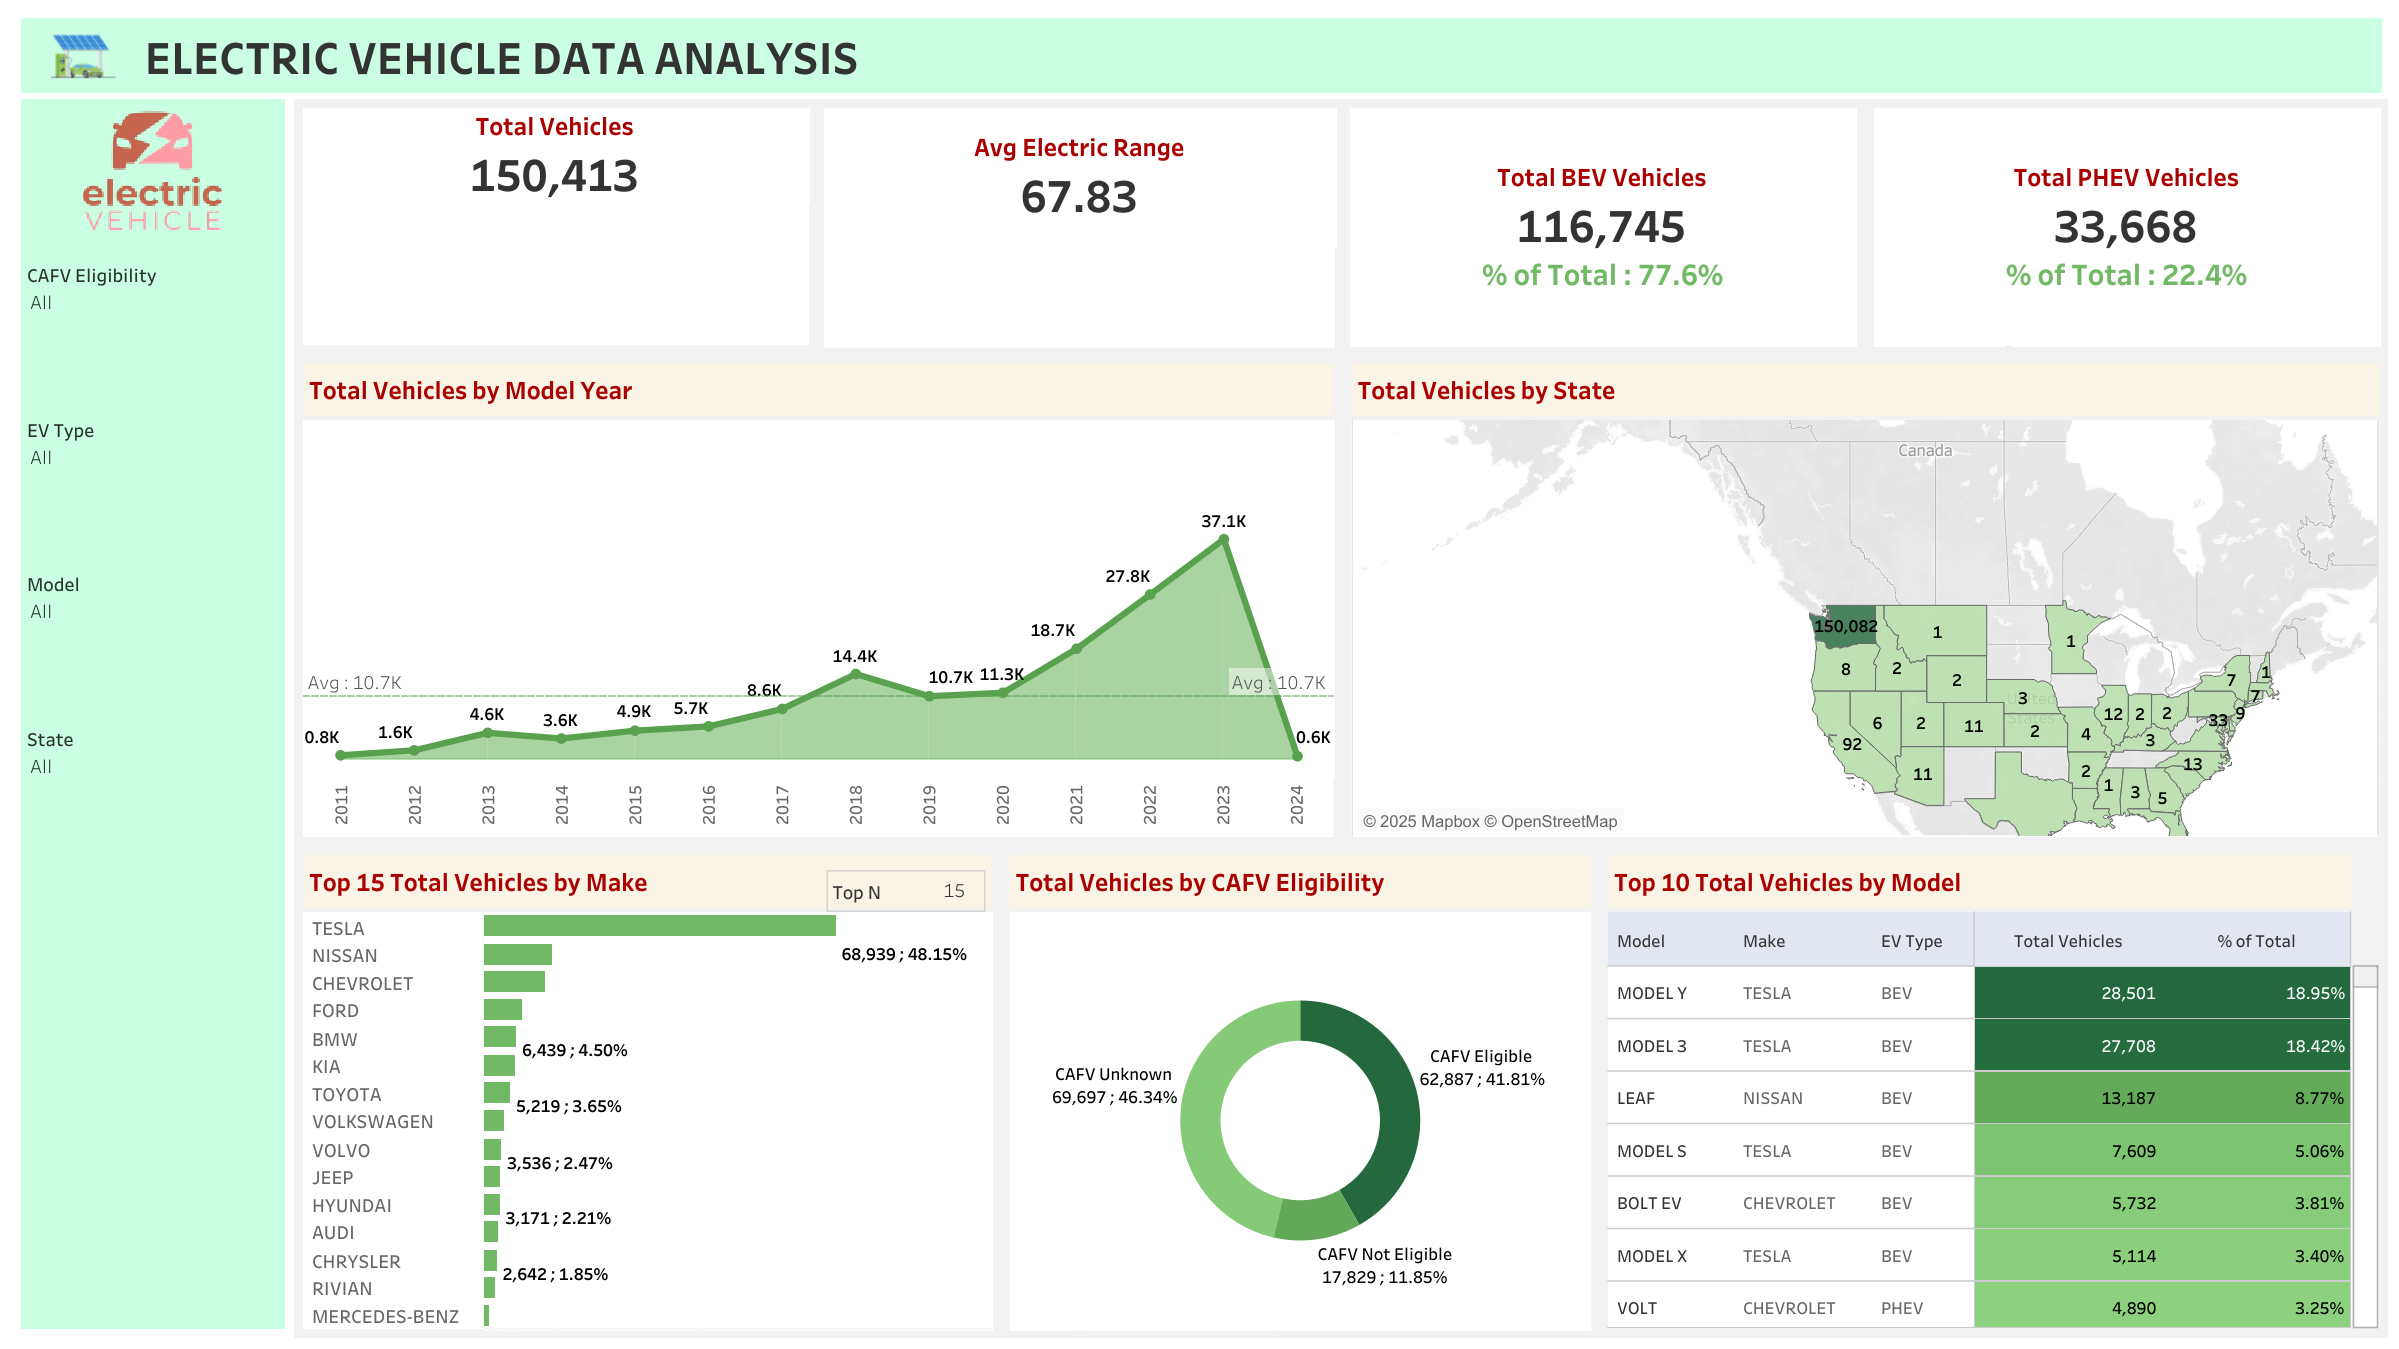 ELECTRIC VEHICLE DATA ANALYSIS
electric
VEHICLE
CAFV Eligibility
All
EV Type
All
Model
All
State
All
Total Vehicles
150,413
Avg Electric Range
67.83
Total BEV Vehicles
116,745
% of Total : 77.6%
Total PHEV Vehicles
33,668
% of Total : 22.4%
Total Vehicles by Model Year
37.1K
27.8K
18.7K
14.4K
10.7K
11.3K
8.6K
Avg : 10.7K
Avg : 10.7K
4.6K
3.6K
4.9K
5.7K
1.6K
0.8K
0.6K
2011
2012
2013
2014
2015
2016
2017
2018
2019
2020
2021
2022
2023
2024
Total Vehicles by State
Canada
United
States
150,082
1
1
8
2
2
7
1
7
3
6
2
11
2
12
2
2
33
9
92
4
3
11
2
13
1
3
5
© 2025 Mapbox © OpenStreetMap
Top 15 Total Vehicles by Make
Top N 15
TESLA
68,939 ; 48.15%
NISSAN
CHEVROLET
FORD
BMW
6,439 ; 4.50%
KIA
TOYOTA
5,219 ; 3.65%
VOLKSWAGEN
VOLVO
3,536 ; 2.47%
JEEP
HYUNDAI
3,171 ; 2.21%
AUDI
CHRYSLER
2,642 ; 1.85%
RIVIAN
MERCEDES-BENZ
Total Vehicles by CAFV Eligibility
CAFV Unknown
69,697 ; 46.34%
CAFV Eligible
62,887 ; 41.81%
CAFV Not Eligible
17,829 ; 11.85%
Top 10 Total Vehicles by Model
Model Make EV Type Total Vehicles % of Total
MODEL Y TESLA BEV 28,501 18.95%
MODEL 3 TESLA BEV 27,708 18.42%
LEAF NISSAN BEV 13,187 8.77%
MODEL S TESLA BEV 7,609 5.06%
BOLT EV CHEVROLET BEV 5,732 3.81%
MODEL X TESLA BEV 5,114 3.40%
VOLT CHEVROLET PHEV 4,890 3.25%